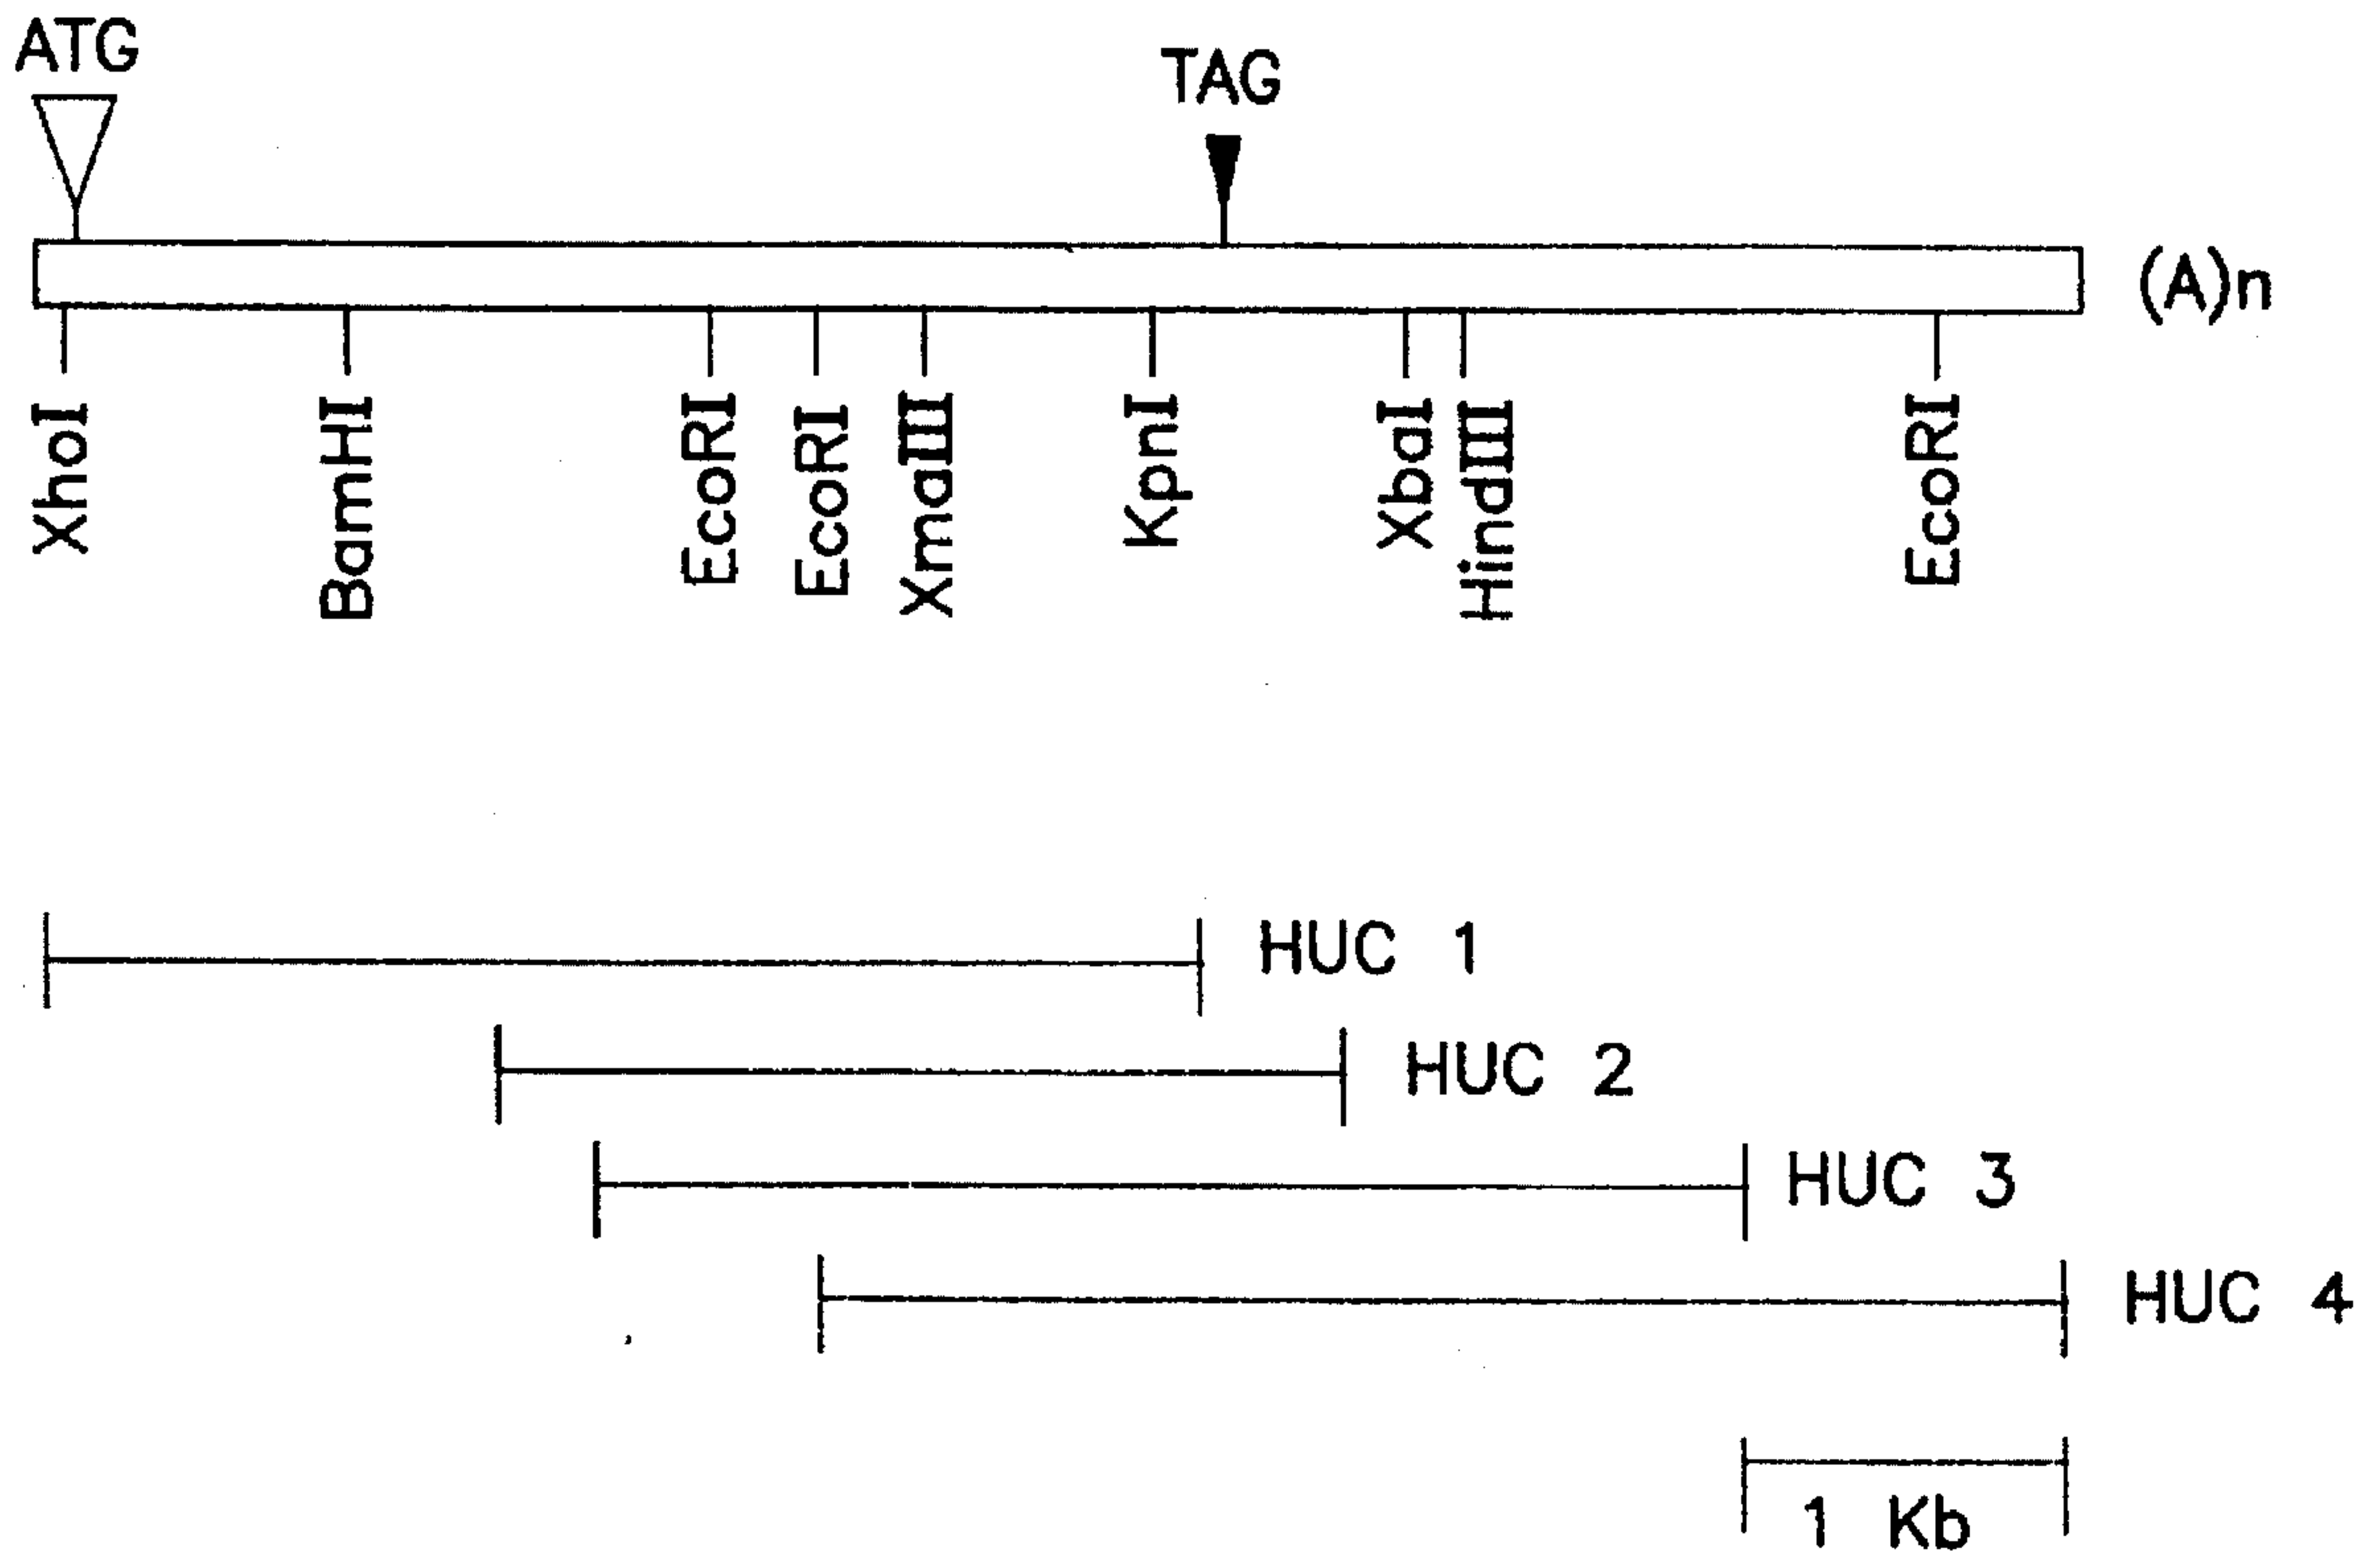 ATG
TAG
(A)n
XhoI
BamHI
EcoRI
EcoRI
XmaIII
KpnI
XbaI
HindIII
EcoRI
HUC 1
HUC 2
HUC 3
HUC 4
1 Kb